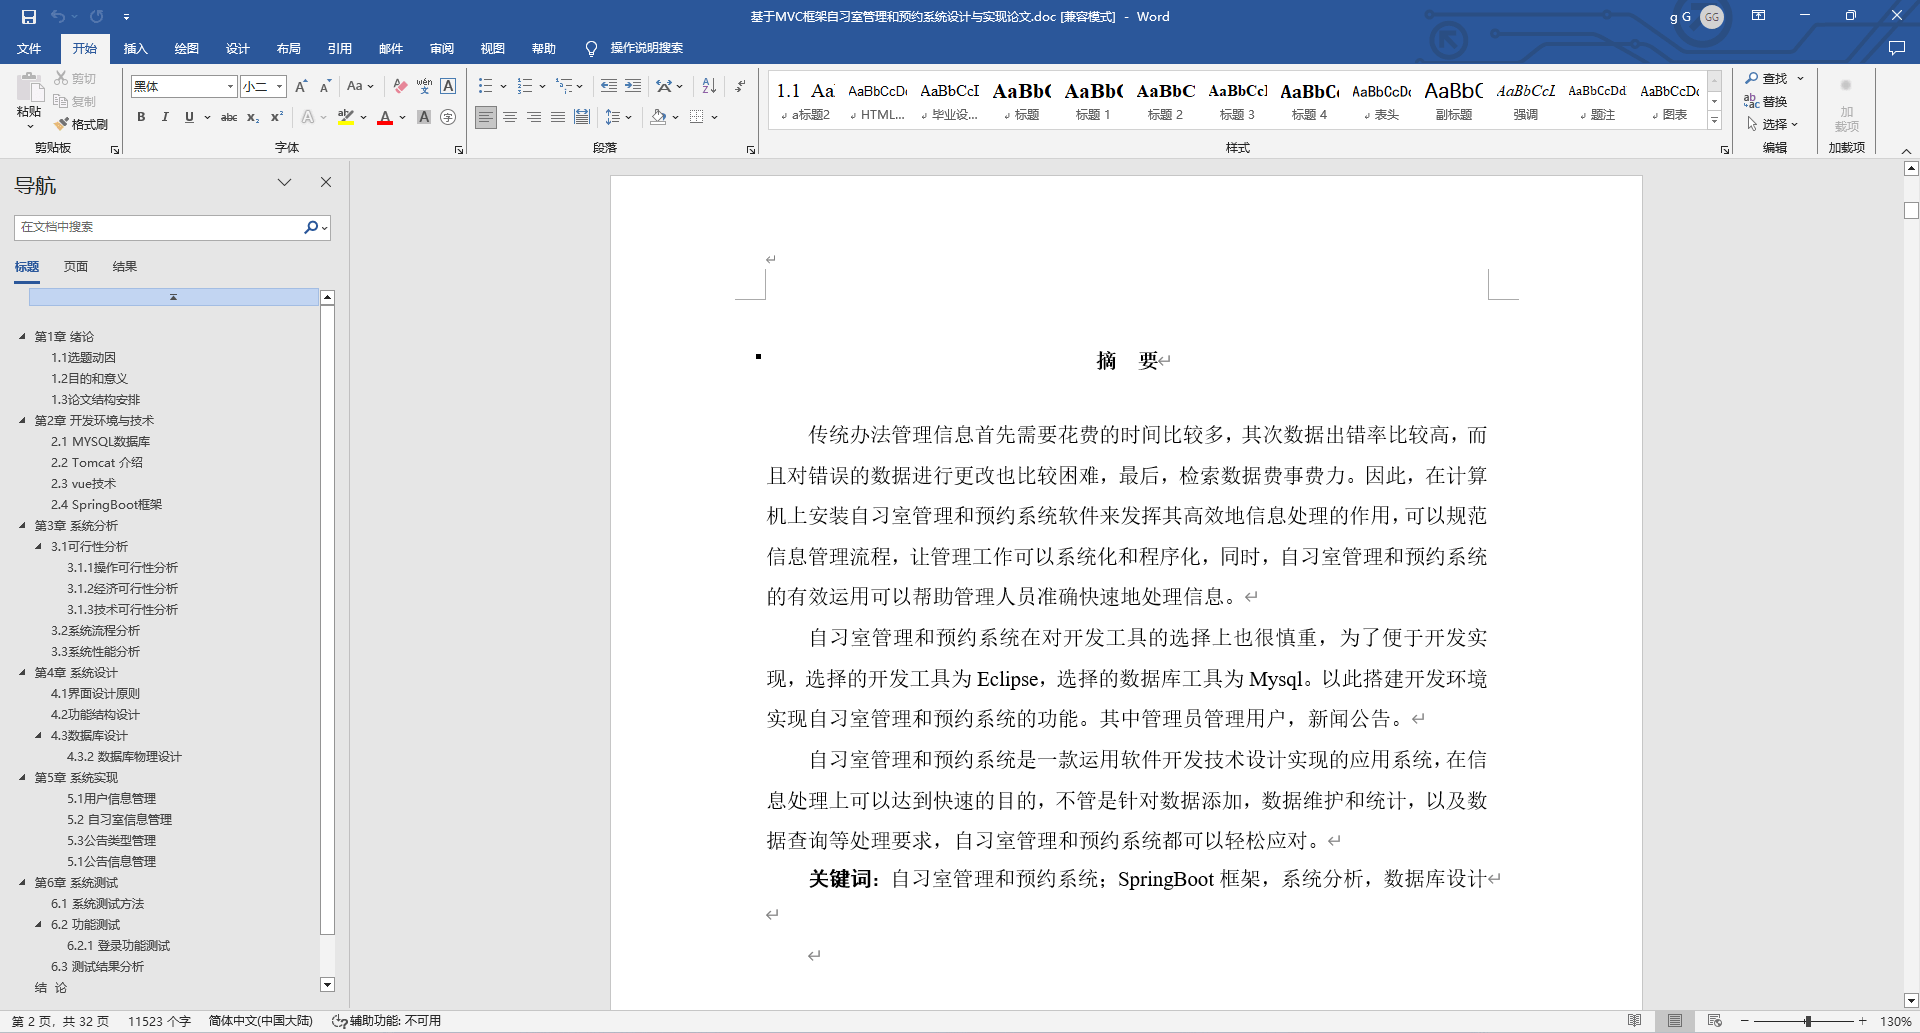 基于MVC框架自习室管理和预约系统设计与实现论文.doc [兼容模式] - Word
g G GG
文件 开始 插入 绘图 设计 布局 引用 邮件 审阅 视图 帮助 操作说明搜索
粘贴 剪切 复制 格式刷 剪贴板
黑体 小二 Aa wén 文 A
B I U abc x₂ x² A ab A A 字 字体
段落
1.1 Aa AaBbCcDc AaBbCcI AaBbC AaBbC AaBbC AaBbCcI AaBbCc AaBbCcDc AaBbC AaBbCcL AaBbCcDd AaBbCcDc
a标题2 HTML... 毕业设... 标题 标题 1 标题 2 标题 3 标题 4 表头 副标题 强调 题注 图表
样式
查找
替换
选择
编辑
加载项
加载项
导航
在文档中搜索
标题 页面 结果
第1章 绪论
1.1选题动因
1.2目的和意义
1.3论文结构安排
第2章 开发环境与技术
2.1 MYSQL数据库
2.2 Tomcat 介绍
2.3 vue技术
2.4 SpringBoot框架
第3章 系统分析
3.1可行性分析
3.1.1操作可行性分析
3.1.2经济可行性分析
3.1.3技术可行性分析
3.2系统流程分析
3.3系统性能分析
第4章 系统设计
4.1界面设计原则
4.2功能结构设计
4.3数据库设计
4.3.2 数据库物理设计
第5章 系统实现
5.1用户信息管理
5.2 自习室信息管理
5.3公告类型管理
5.1公告信息管理
第6章 系统测试
6.1 系统测试方法
6.2 功能测试
6.2.1 登录功能测试
6.3 测试结果分析
结 论
摘 要
传统办法管理信息首先需要花费的时间比较多，其次数据出错率比较高，而
且对错误的数据进行更改也比较困难，最后，检索数据费事费力。因此，在计算
机上安装自习室管理和预约系统软件来发挥其高效地信息处理的作用，可以规范
信息管理流程，让管理工作可以系统化和程序化，同时，自习室管理和预约系统
的有效运用可以帮助管理人员准确快速地处理信息。
自习室管理和预约系统在对开发工具的选择上也很慎重，为了便于开发实
现，选择的开发工具为 Eclipse，选择的数据库工具为 Mysql。以此搭建开发环境
实现自习室管理和预约系统的功能。其中管理员管理用户，新闻公告。
自习室管理和预约系统是一款运用软件开发技术设计实现的应用系统，在信
息处理上可以达到快速的目的，不管是针对数据添加，数据维护和统计，以及数
据查询等处理要求，自习室管理和预约系统都可以轻松应对。
关键词：自习室管理和预约系统；SpringBoot 框架，系统分析，数据库设计
第 2 页，共 32 页 11523 个字 简体中文(中国大陆) 辅助功能: 不可用 130%